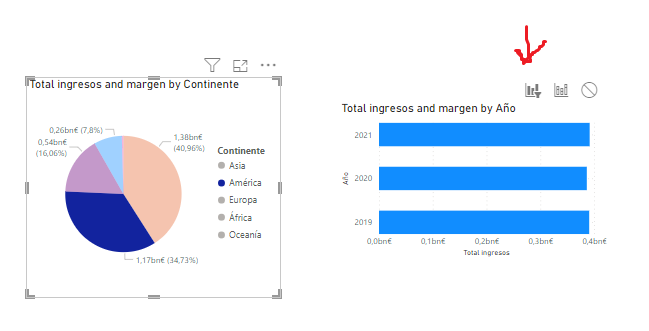 Total ingresos and margen by Continente
0,26bn€ (7,8%)
0,54bn€
(16,06%)
1,38bn€
(40,96%)
1,17bn€ (34,73%)
Continente
Asia
América
Europa
África
Oceanía
Total ingresos and margen by Año
Año
2021
2020
2019
0,0bn€ 0,1bn€ 0,2bn€ 0,3bn€ 0,4bn€
Total ingresos